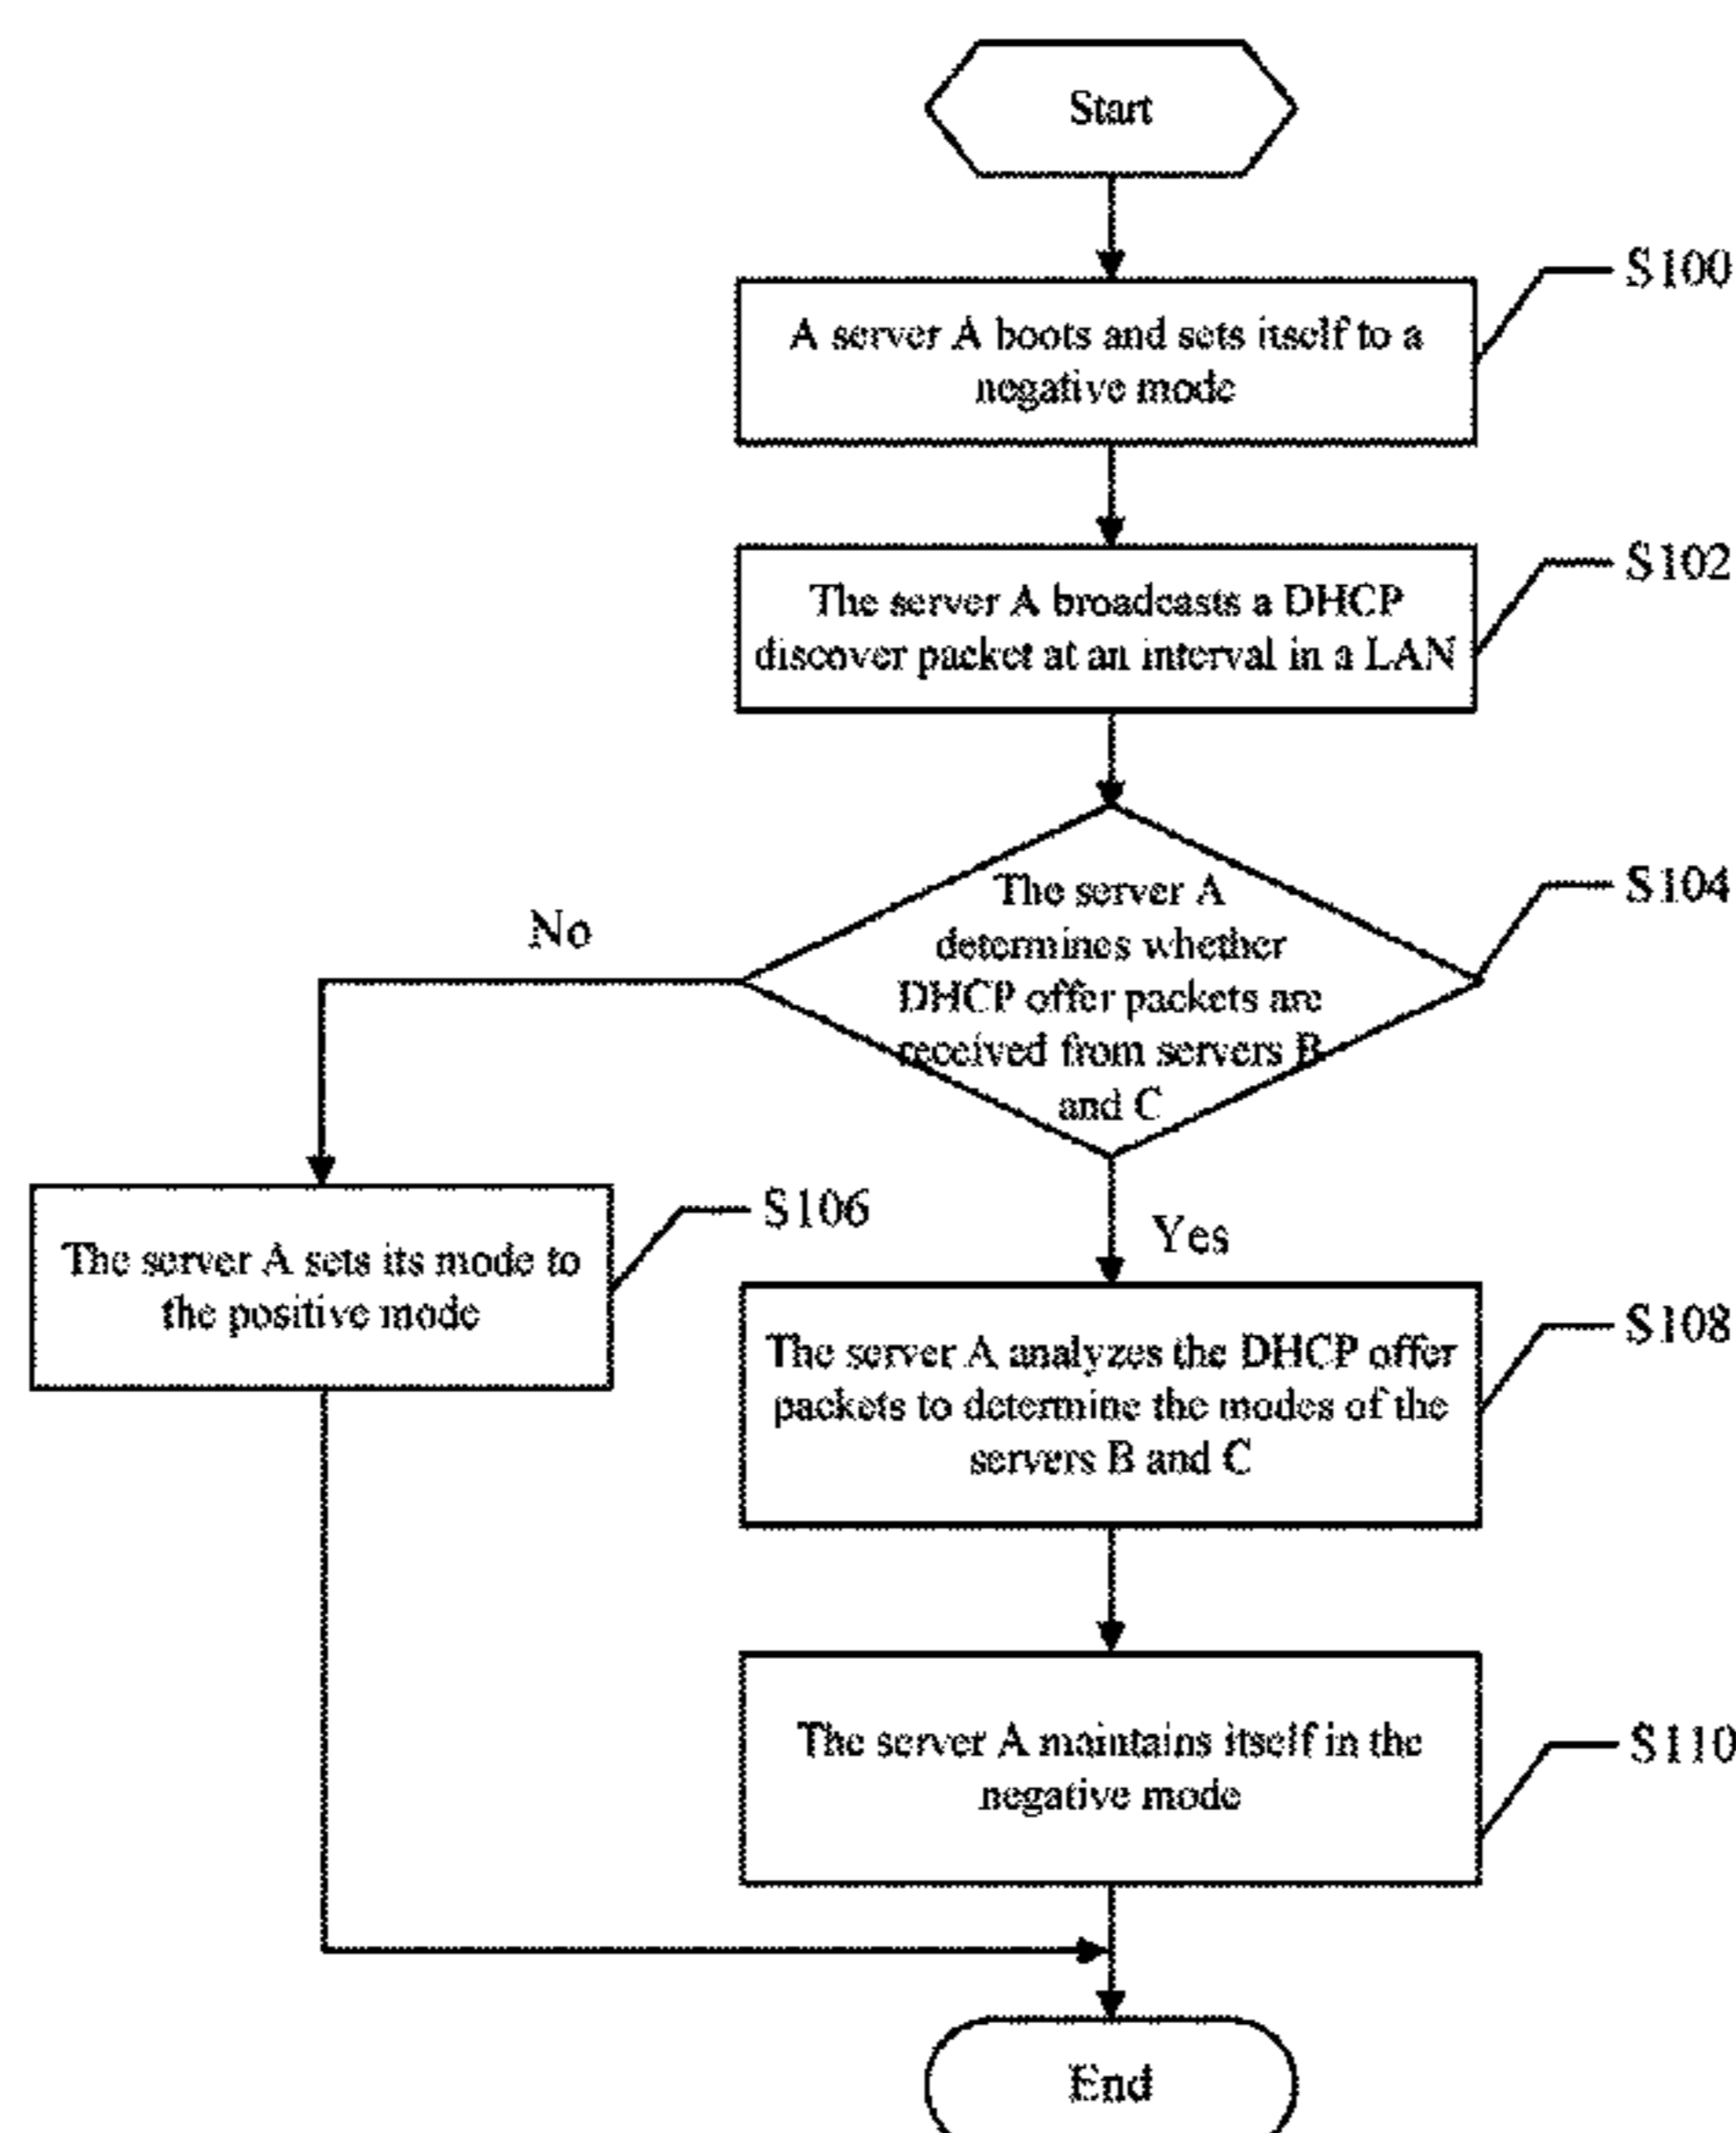 Start
S100
A server A boots and sets itself to a
negative mode
S102
The server A broadcasts a DHCP
discover packet at an interval in a LAN
S104
The server A
determines whether
DHCP offer packets are
received from servers B
and C
No
Yes
S106
The server A sets its mode to
the positive mode
S108
The server A analyzes the DHCP offer
packets to determine the modes of the
servers B and C
The server A maintains itself in the
negative mode
S110
End